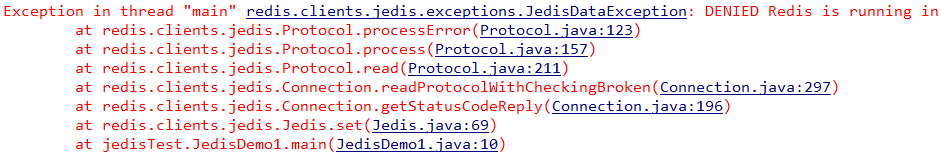 Exception in thread "main" redis.clients.jedis.exceptions.JedisDataException: DENIED Redis is running in
at redis.clients.jedis.Protocol.processError(Protocol.java:123)
at redis.clients.jedis.Protocol.process(Protocol.java:157)
at redis.clients.jedis.Protocol.read(Protocol.java:211)
at redis.clients.jedis.Connection.readProtocolWithCheckingBroken(Connection.java:297)
at redis.clients.jedis.Connection.getStatusCodeReply(Connection.java:196)
at redis.clients.jedis.Jedis.set(Jedis.java:69)
at jedisTest.JedisDemo1.main(JedisDemo1.java:10)